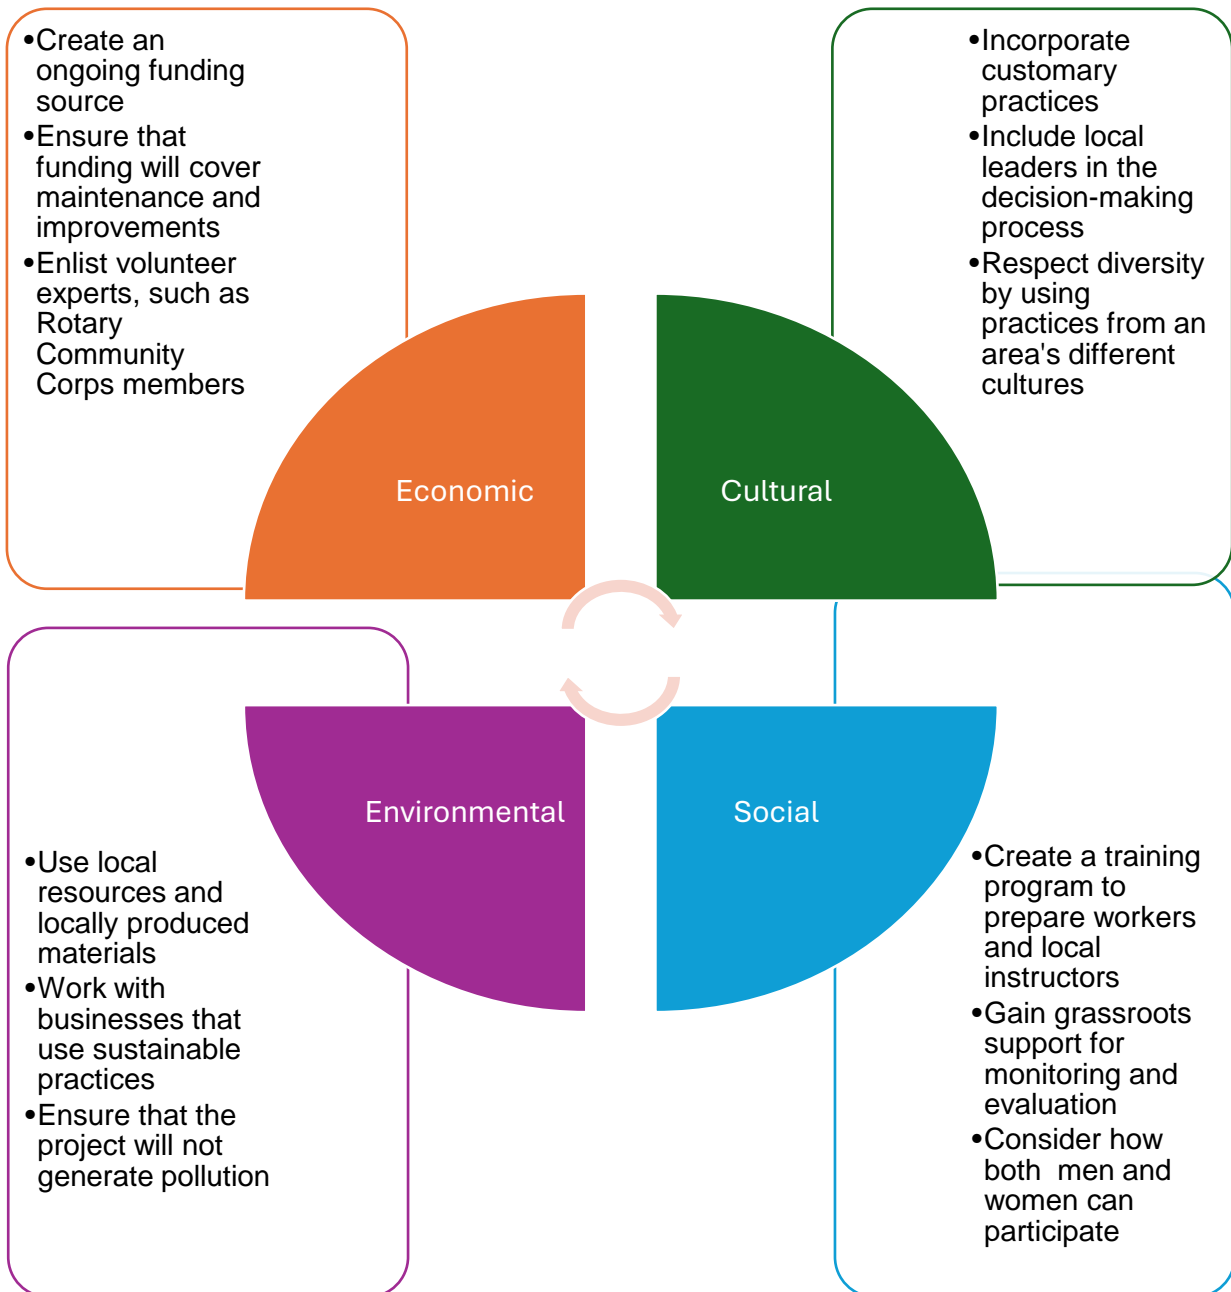 •Create an
ongoing funding
source
•Ensure that
funding will cover
maintenance and
improvements
•Enlist volunteer
experts, such as
Rotary
Community
Corps members
•Incorporate
customary
practices
•Include local
leaders in the
decision-making
process
•Respect diversity
by using
practices from an
area's different
cultures
Economic
Cultural
Environmental
Social
•Use local
resources and
locally produced
materials
•Work with
businesses that
use sustainable
practices
•Ensure that the
project will not
generate pollution
•Create a training
program to
prepare workers
and local
instructors
•Gain grassroots
support for
monitoring and
evaluation
•Consider how
both  men and
women can
participate